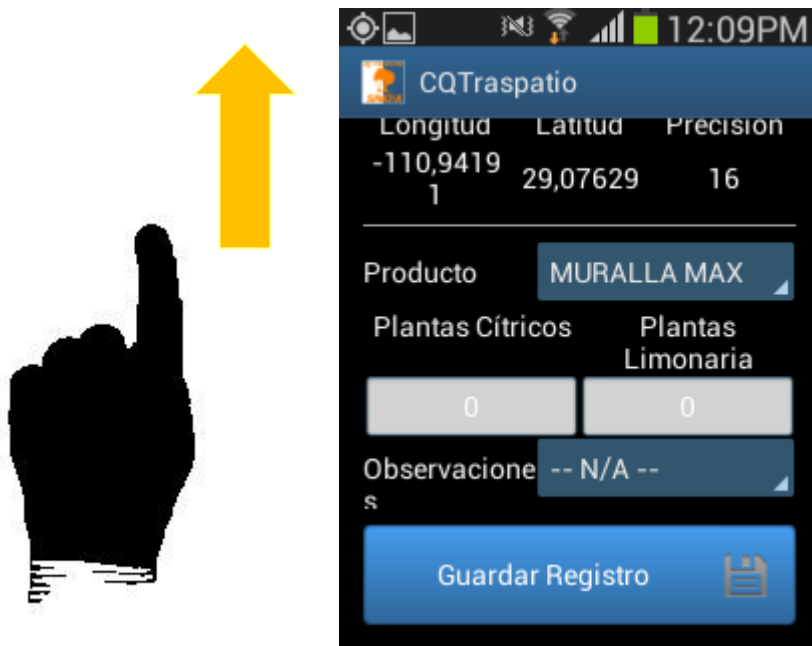 12:09PM
CQTraspatio
Longitud Latitud Precisión
-110,9419
1 29,07629 16
Producto MURALLA MAX
Plantas Cítricos Plantas
Limonaria
0 0
Observacione -- N/A --
s
Guardar Registro